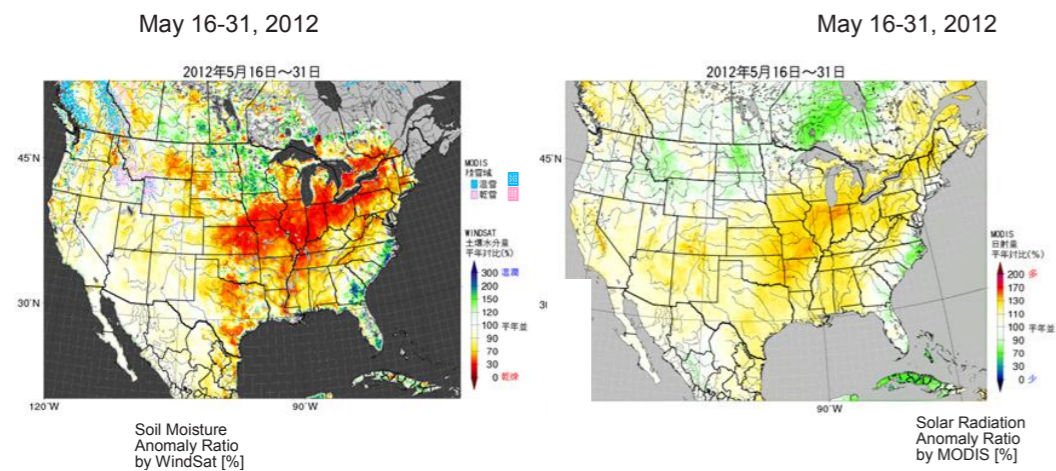 May 16-31, 2012
May 16-31, 2012
2012年5月16日～31日
45°N
30°N
120°W
90°W
MODIS
積雪域
湿雪
乾雪
WINDSAT
土壌水分量
平年対比(%)
300 湿潤
200
150
120
100 平年並
90
70
30
0 乾燥
Soil Moisture
Anomaly Ratio
by WindSat [%]
2012年5月16日～31日
45°N
30
90°W
MODIS
日射量
平年対比(%)
200 多
170
130
110
100 平年並
90
70
30
0 少
Solar Radiation
Anomaly Ratio
by MODIS [%]